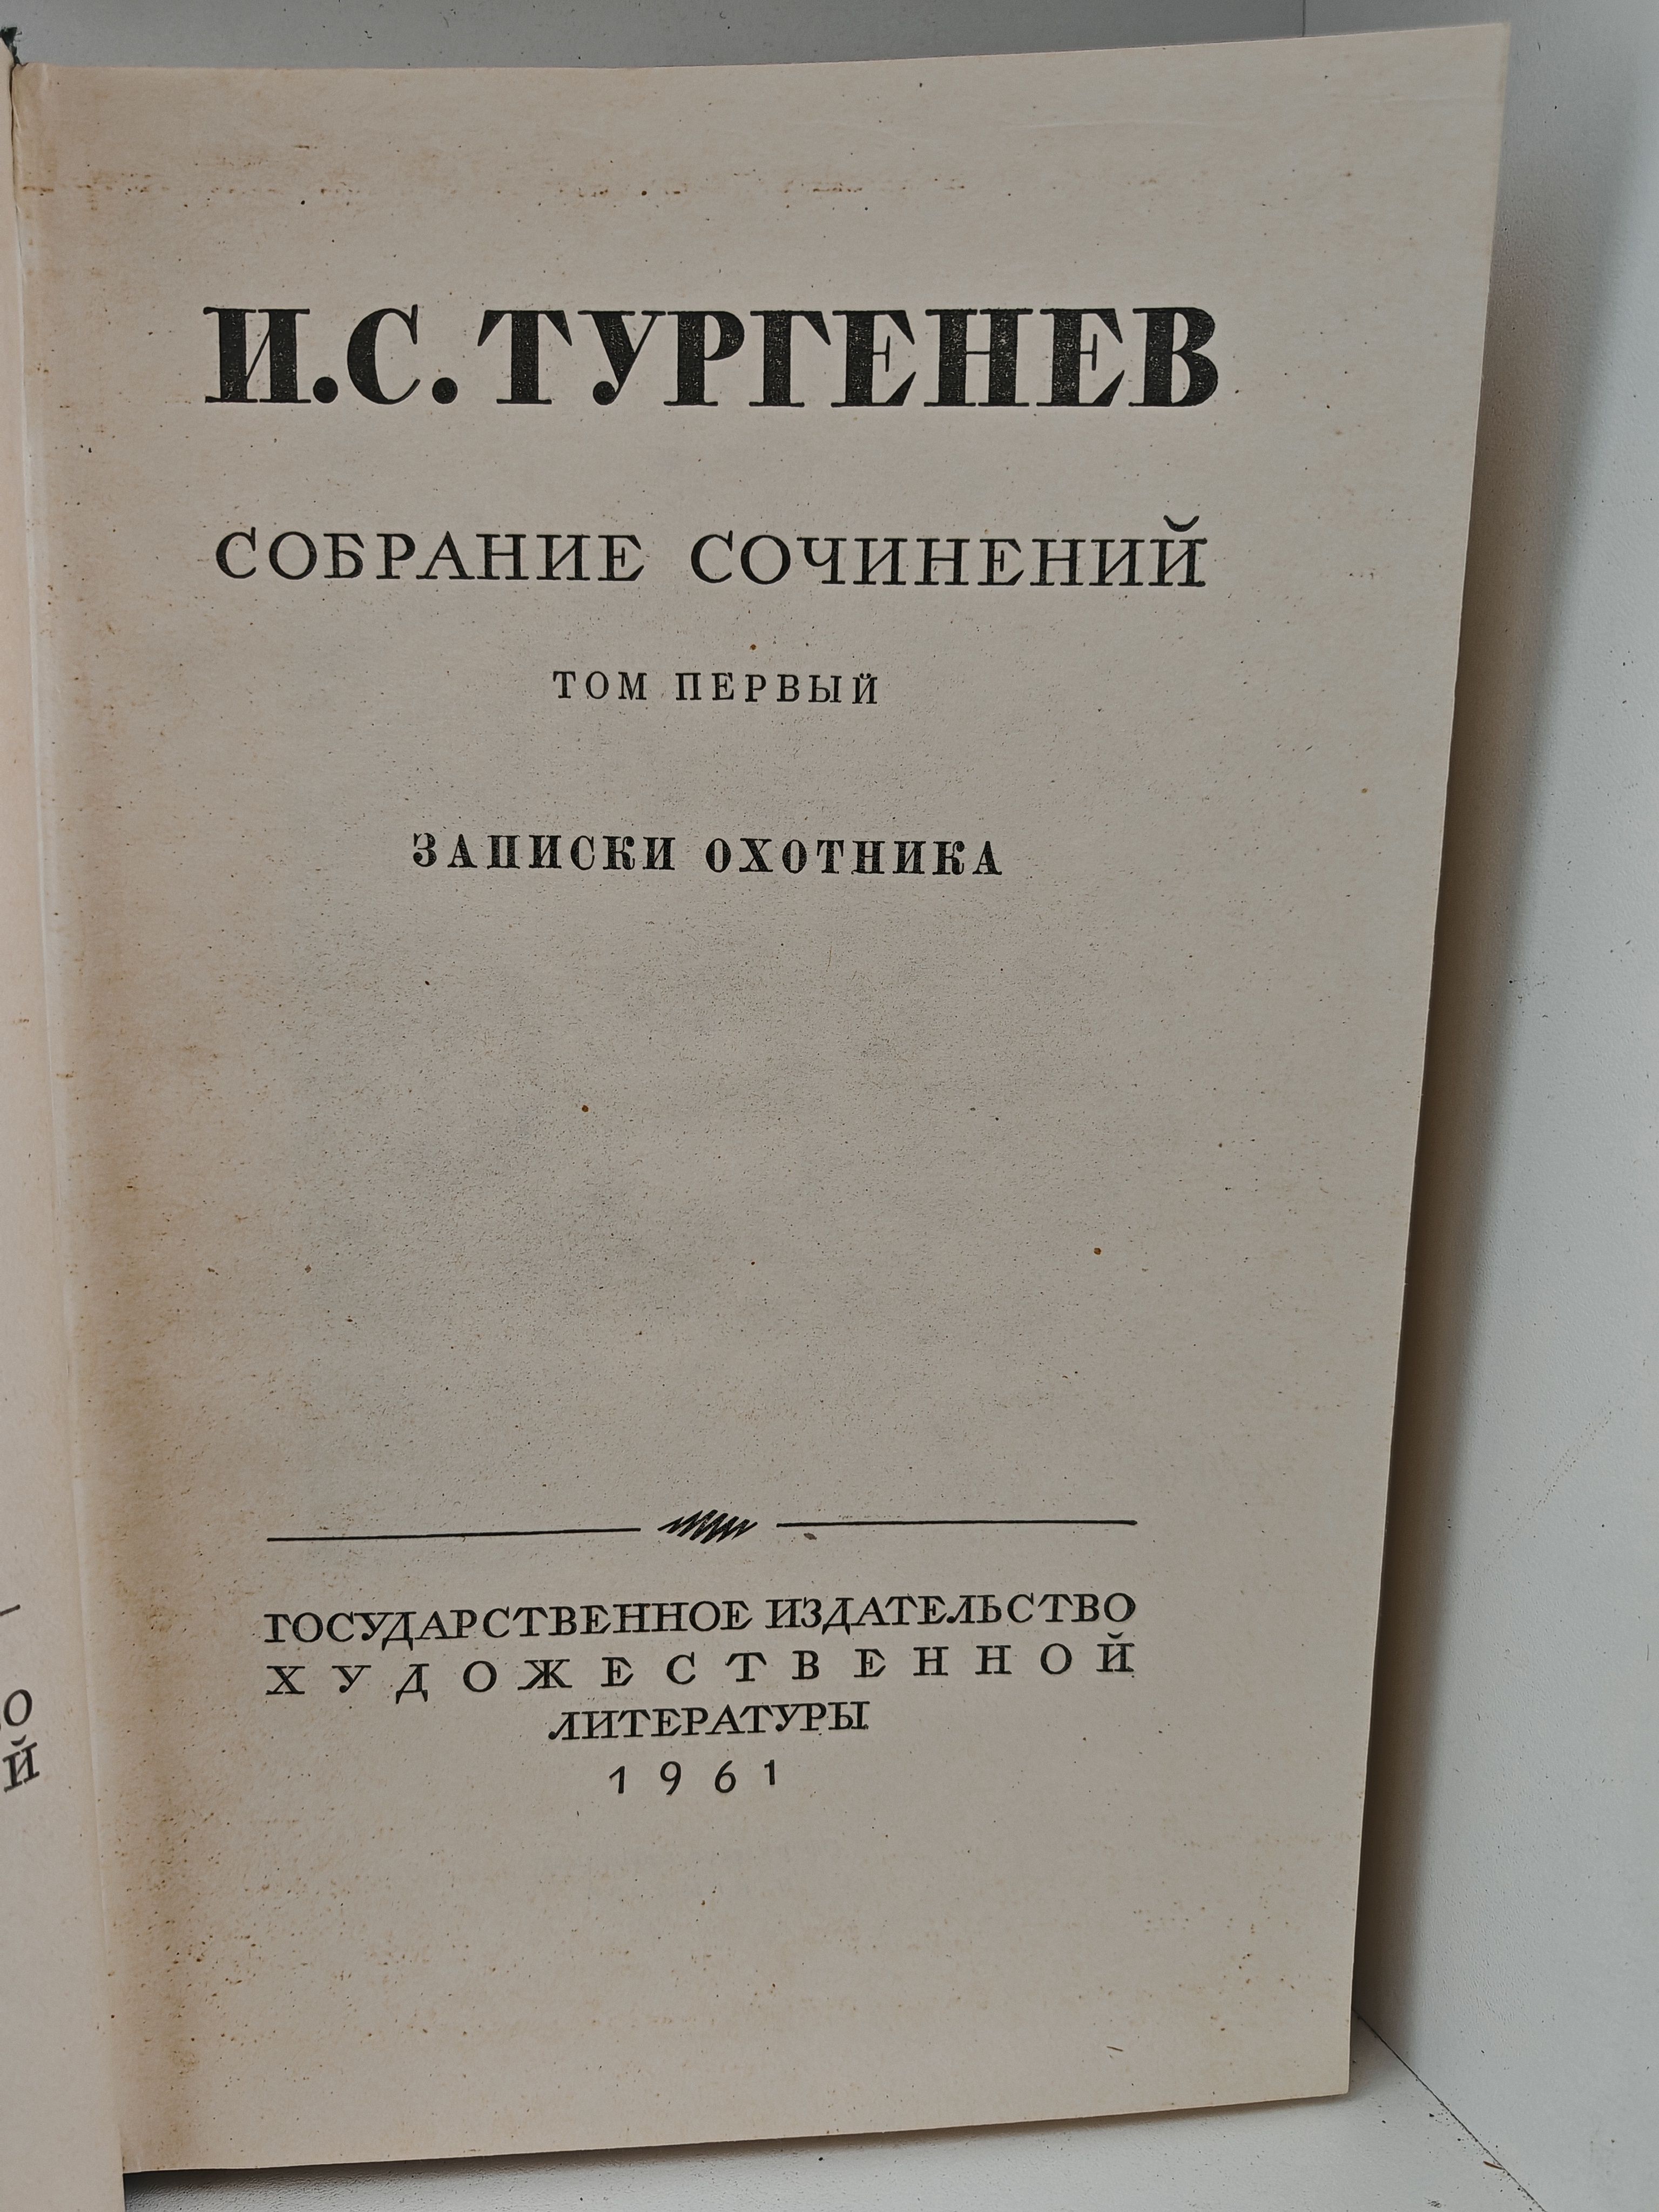 И.С. ТУРГЕНЕВ
СОБРАНИЕ СОЧИНЕНИЙ
ТОМ ПЕРВЫЙ
ЗАПИСКИ ОХОТНИКА
ГОСУДАРСТВЕННОЕ ИЗДАТЕЛЬСТВО
ХУДОЖЕСТВЕННОЙ
ЛИТЕРАТУРЫ
1961